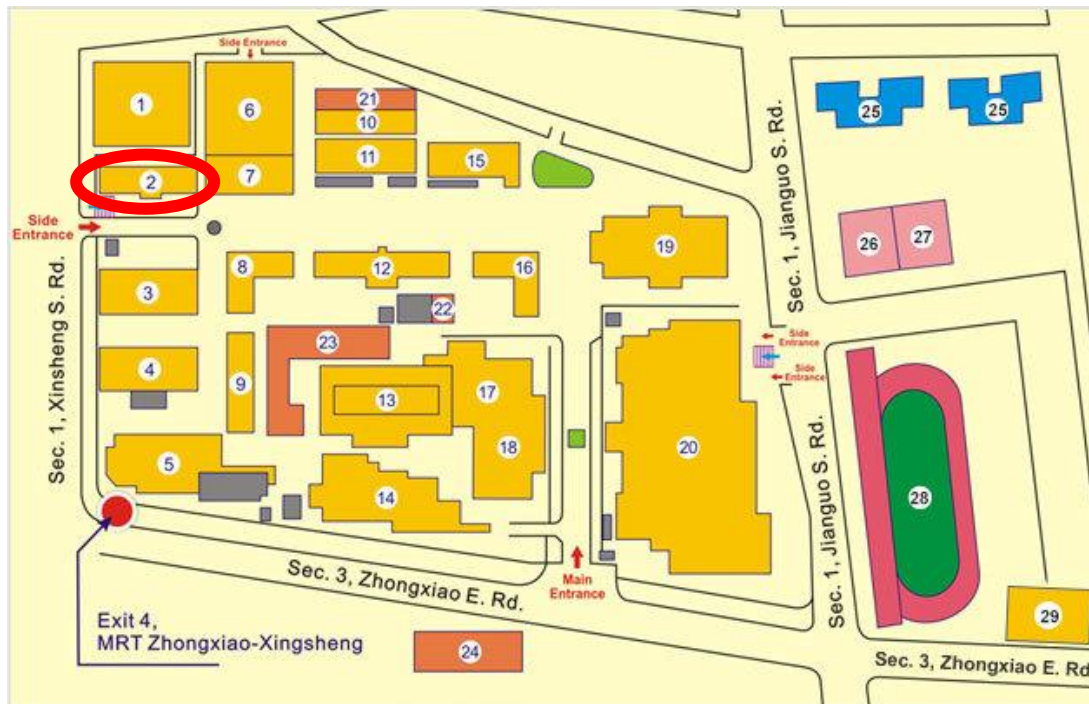 Side Entrance
1
6
21
10
11
15
25
25
2
7
Side
Entrance
Sec. 1, Xinsheng S. Rd.
Sec. 1, Jianguo S. Rd.
8
12
16
19
26
27
3
22
23
Side
Entrance
Side
Entrance
4
9
13
17
18
20
5
14
28
Sec. 1, Jianguo S. Rd.
Sec. 3, Zhongxiao E. Rd.
Main
Entrance
Exit 4,
MRT Zhongxiao-Xingsheng
24
29
Sec. 3, Zhongxiao E. Rd